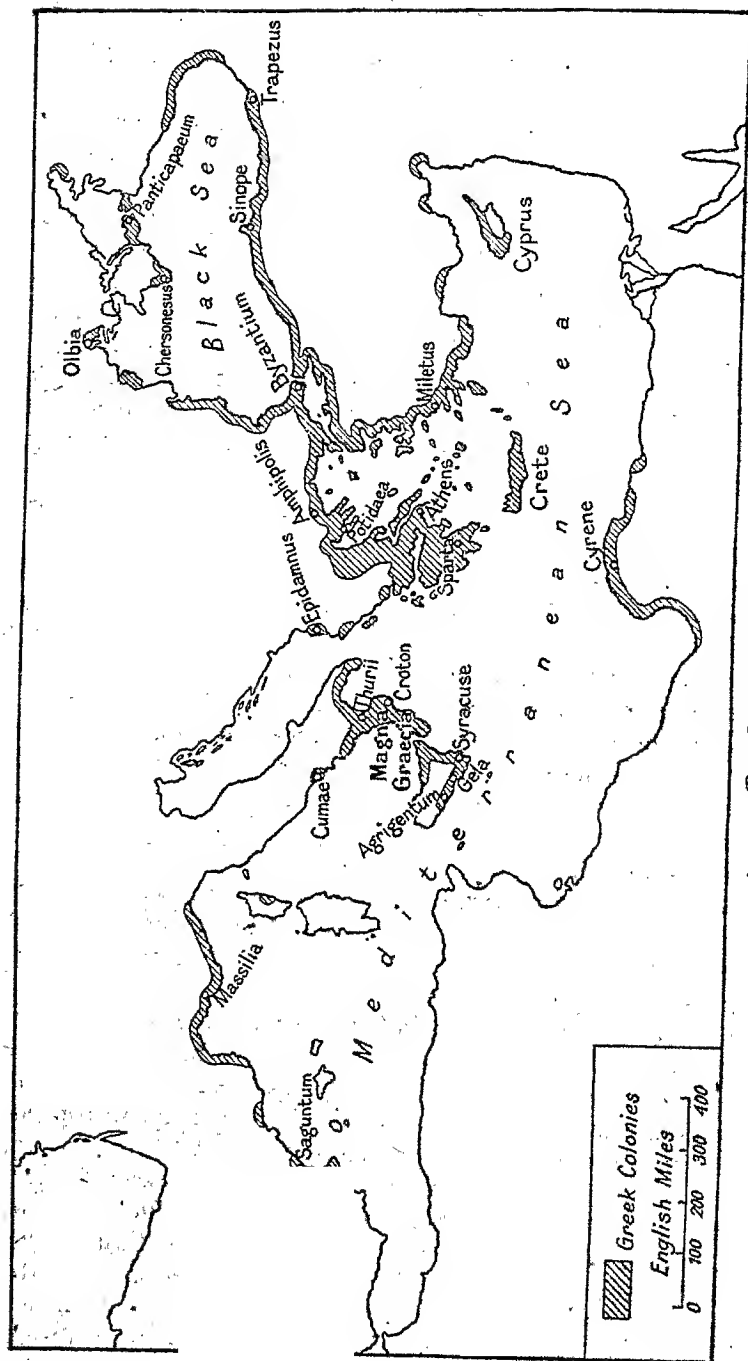 Olbia
Panticapaeum
Chersonesus
Black Sea
Trapezus
Sinope
Byzantium
Amphipolis
Epidamnus
Potidaea
Athens
Sparta
Miletus
Cyprus
Crete
Cyrene
Thurii
Croton
Magna
Graecia
Cumae
Syracuse
Gela
Agrigentum
Massilia
Saguntum
Mediterranean Sea
Greek Colonies
English Miles
0 100 200 300 400